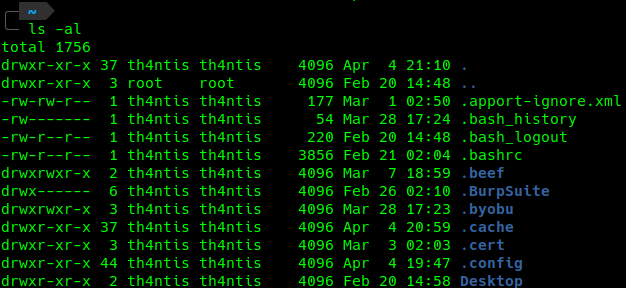 ~
ls -al
total 1756
drwxr-xr-x 37 th4ntis th4ntis 4096 Apr 4 21:10 .
drwxr-xr-x 3 root root 4096 Feb 20 14:48 ..
-rw-rw-r-- 1 th4ntis th4ntis 177 Mar 1 02:50 .apport-ignore.xml
-rw------- 1 th4ntis th4ntis 54 Mar 28 17:24 .bash_history
-rw-r--r-- 1 th4ntis th4ntis 220 Feb 20 14:48 .bash_logout
-rw-r--r-- 1 th4ntis th4ntis 3856 Feb 21 02:04 .bashrc
drwxrwxr-x 2 th4ntis th4ntis 4096 Mar 7 18:59 .beef
drwx------ 6 th4ntis th4ntis 4096 Feb 26 02:10 .BurpSuite
drwxrwxr-x 3 th4ntis th4ntis 4096 Mar 28 17:23 .byobu
drwxr-xr-x 37 th4ntis th4ntis 4096 Apr 4 20:59 .cache
drwxr-xr-x 3 th4ntis th4ntis 4096 Mar 3 02:03 .cert
drwxr-xr-x 44 th4ntis th4ntis 4096 Apr 4 19:47 .config
drwxr-xr-x 2 th4ntis th4ntis 4096 Feb 20 14:58 Desktop